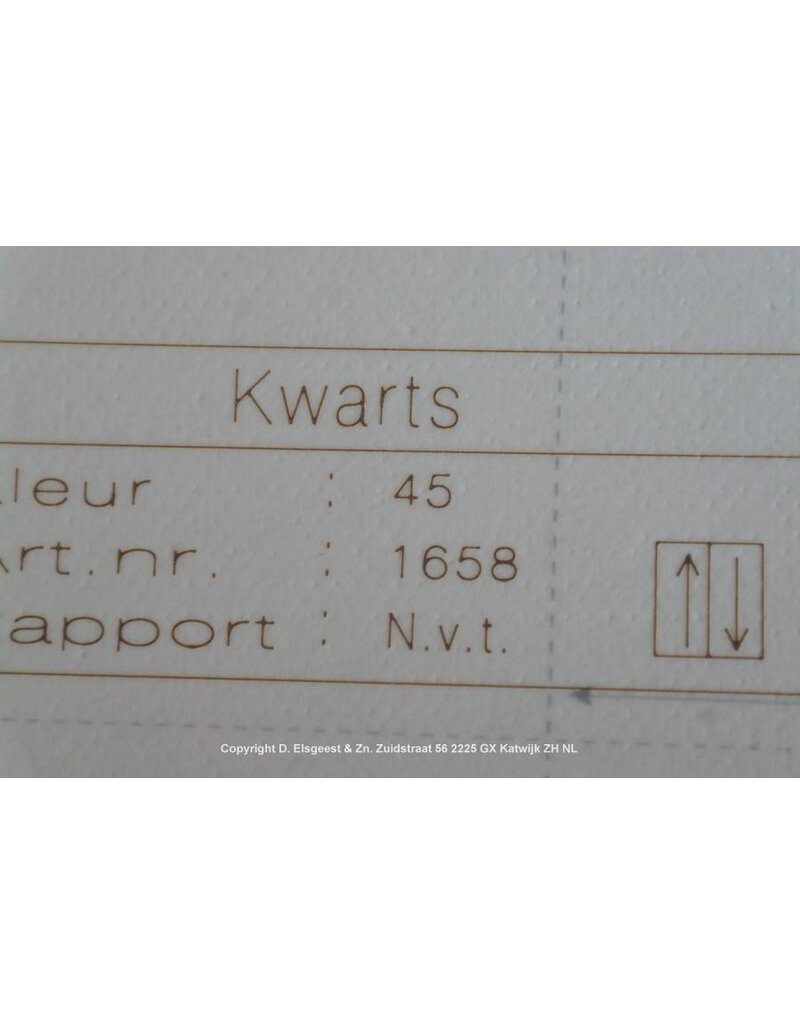 Kwarts
leur : 45
rt.nr. : 1658
apport : N.v.t.
Copyright D. Elsgeest & Zn. Zuidstraat 56 2225 GX Katwijk ZH NL